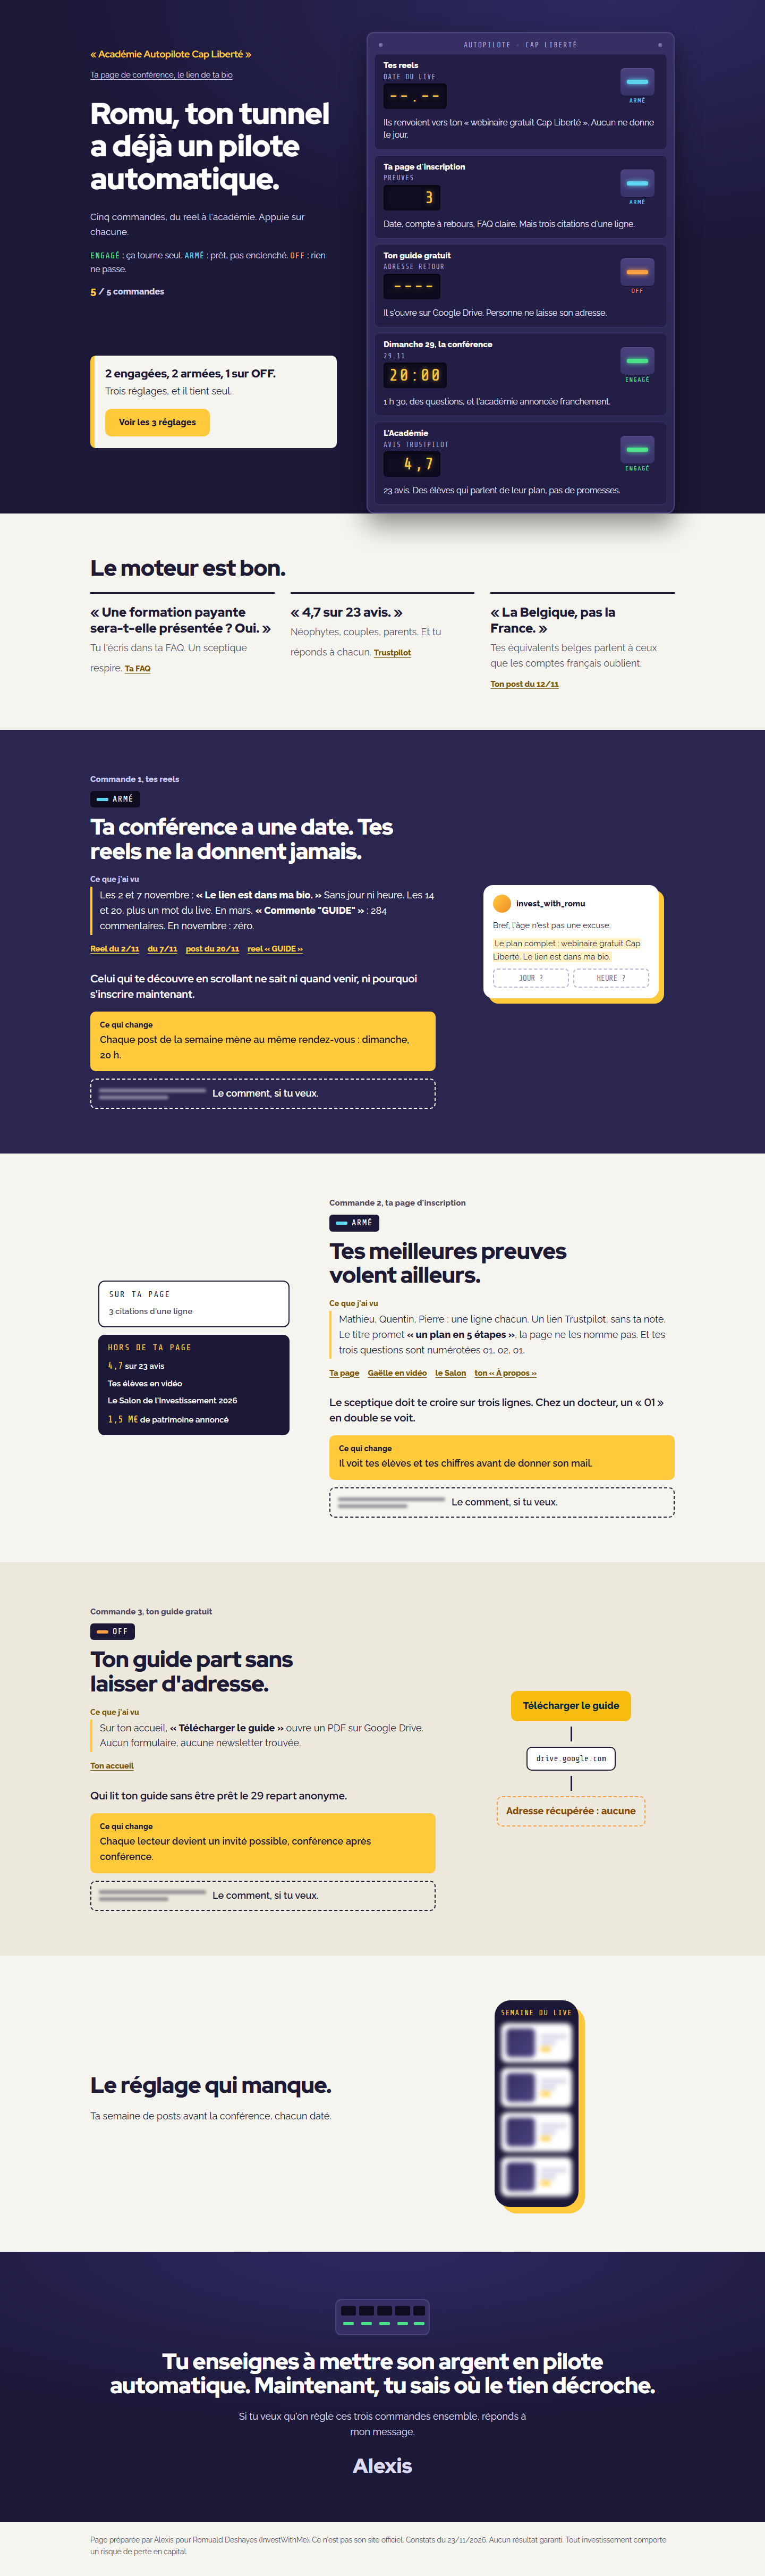 « Académie Autopilote Cap Liberté »
Ta page de conférence, le lien de ta bio
Romu, ton tunnel
a déjà un pilote
automatique.
Cinq commandes, du reel à l'académie. Appuie sur
chacune.
ENGAGÉ : ça tourne seul. ARMÉ : prêt, pas enclenché. OFF : rien
ne passe.
5 / 5 commandes
2 engagées, 2 armées, 1 sur OFF.
Trois réglages, et il tient seul.
Voir les 3 réglages
AUTOPILOTE · CAP LIBERTÉ
Tes reels
DATE DU LIVE
--.--
ARMÉ
Ils renvoient vers ton « webinaire gratuit Cap Liberté ». Aucun ne donne
le jour.
Ta page d'inscription
PREUVES
3
ARMÉ
Date, compte à rebours, FAQ claire. Mais trois citations d'une ligne.
Ton guide gratuit
ADRESSE RETOUR
----
OFF
Il s'ouvre sur Google Drive. Personne ne laisse son adresse.
Dimanche 29, la conférence
29.11
20:00
ENGAGÉ
1 h 30, des questions, et l'académie annoncée franchement.
L'Académie
AVIS TRUSTPILOT
4,7
ENGAGÉ
23 avis. Des élèves qui parlent de leur plan, pas de promesses.
Le moteur est bon.
« Une formation payante
sera-t-elle présentée ? Oui. »
Tu l'écris dans ta FAQ. Un sceptique
respire. Ta FAQ
« 4,7 sur 23 avis. »
Néophytes, couples, parents. Et tu
réponds à chacun. Trustpilot
« La Belgique, pas la
France. »
Tes équivalents belges parlent à ceux
que les comptes français oublient.
Ton post du 12/11
Commande 1, tes reels
ARMÉ
Ta conférence a une date. Tes
reels ne la donnent jamais.
Ce que j'ai vu
Les 2 et 7 novembre : « Le lien est dans ma bio. » Sans jour ni heure. Les 14
et 20, plus un mot du live. En mars, « Commente "GUIDE" » : 284
commentaires. En novembre : zéro.
Reel du 2/11 du 7/11 post du 20/11 reel « GUIDE »
Celui qui te découvre en scrollant ne sait ni quand venir, ni pourquoi
s'inscrire maintenant.
Ce qui change
Chaque post de la semaine mène au même rendez-vous : dimanche,
20 h.
Le comment, si tu veux.
invest_with_romu
Bref, l'âge n'est pas une excuse.
Le plan complet : webinaire gratuit Cap
Liberté. Le lien est dans ma bio.
JOUR ? HEURE ?
Commande 2, ta page d'inscription
ARMÉ
Tes meilleures preuves
volent ailleurs.
Ce que j'ai vu
Mathieu, Quentin, Pierre : une ligne chacun. Un lien Trustpilot, sans ta note.
Le titre promet « un plan en 5 étapes », la page ne les nomme pas. Et tes
trois questions sont numérotées 01, 02, 01.
Ta page Gaëlle en vidéo le Salon ton « À propos »
Le sceptique doit te croire sur trois lignes. Chez un docteur, un « 01 »
en double se voit.
Ce qui change
Il voit tes élèves et tes chiffres avant de donner son mail.
Le comment, si tu veux.
SUR TA PAGE
3 citations d'une ligne
HORS DE TA PAGE
4,7 sur 23 avis
Tes élèves en vidéo
Le Salon de l'Investissement 2026
1,5 M€ de patrimoine annoncé
Commande 3, ton guide gratuit
OFF
Ton guide part sans
laisser d'adresse.
Ce que j'ai vu
Sur ton accueil, « Télécharger le guide » ouvre un PDF sur Google Drive.
Aucun formulaire, aucune newsletter trouvée.
Ton accueil
Qui lit ton guide sans être prêt le 29 repart anonyme.
Ce qui change
Chaque lecteur devient un invité possible, conférence après
conférence.
Le comment, si tu veux.
Télécharger le guide
drive.google.com
Adresse récupérée : aucune
Le réglage qui manque.
Ta semaine de posts avant la conférence, chacun daté.
SEMAINE DU LIVE
Tu enseignes à mettre son argent en pilote
automatique. Maintenant, tu sais où le tien décroche.
Si tu veux qu'on règle ces trois commandes ensemble, réponds à
mon message.
Alexis
Page préparée par Alexis pour Romuald Deshayes (InvestWithMe). Ce n'est pas son site officiel. Constats du 23/11/2026. Aucun résultat garanti. Tout investissement comporte
un risque de perte en capital.